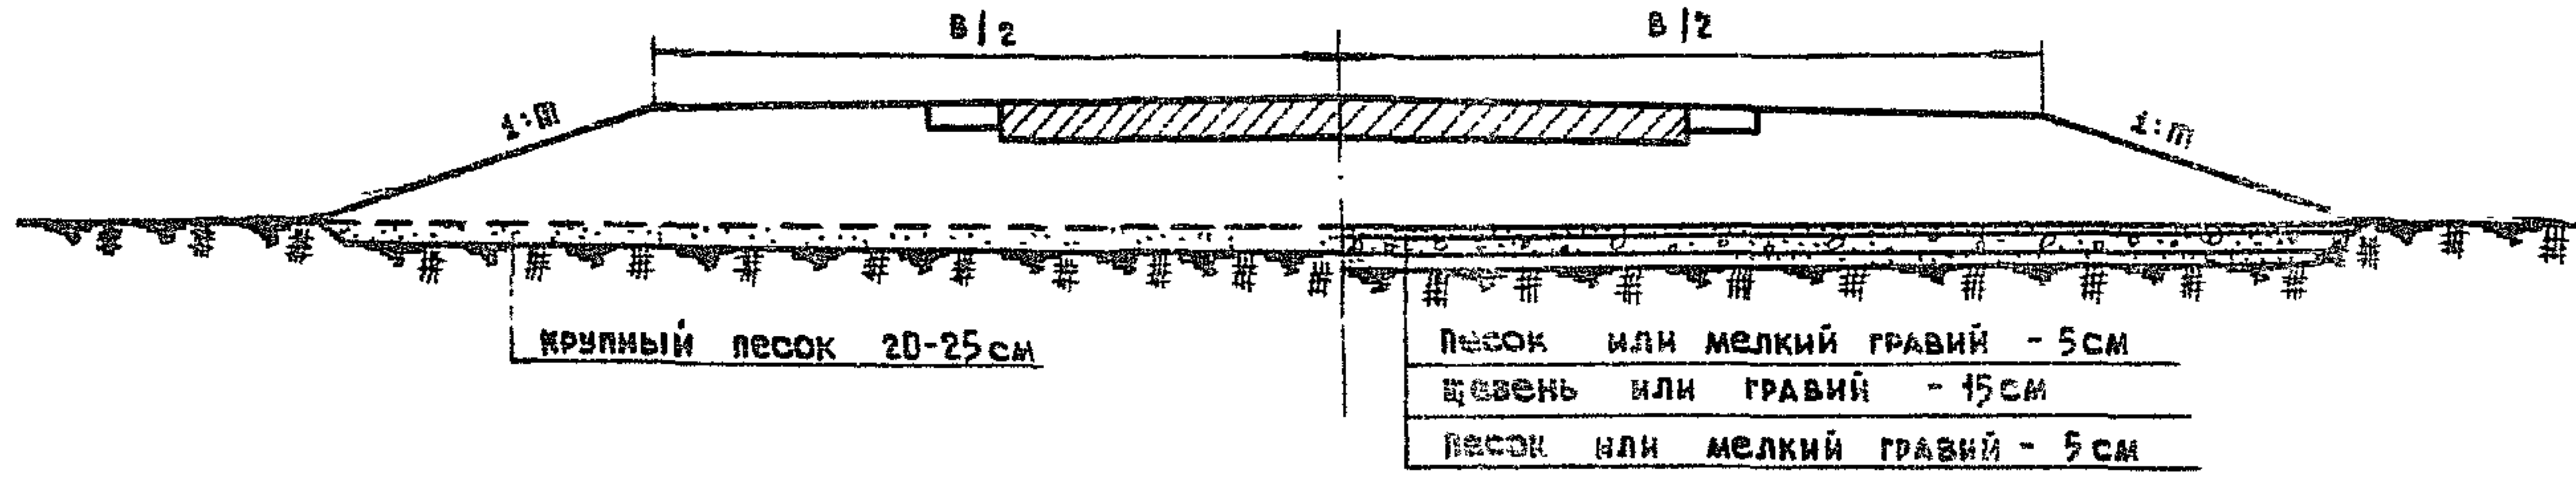 В/2
В/2
1:m
1:m
крупный песок 20-25см
песок или мелкий гравий - 5см
щебень или гравий - 15см
песок или мелкий гравий - 5см